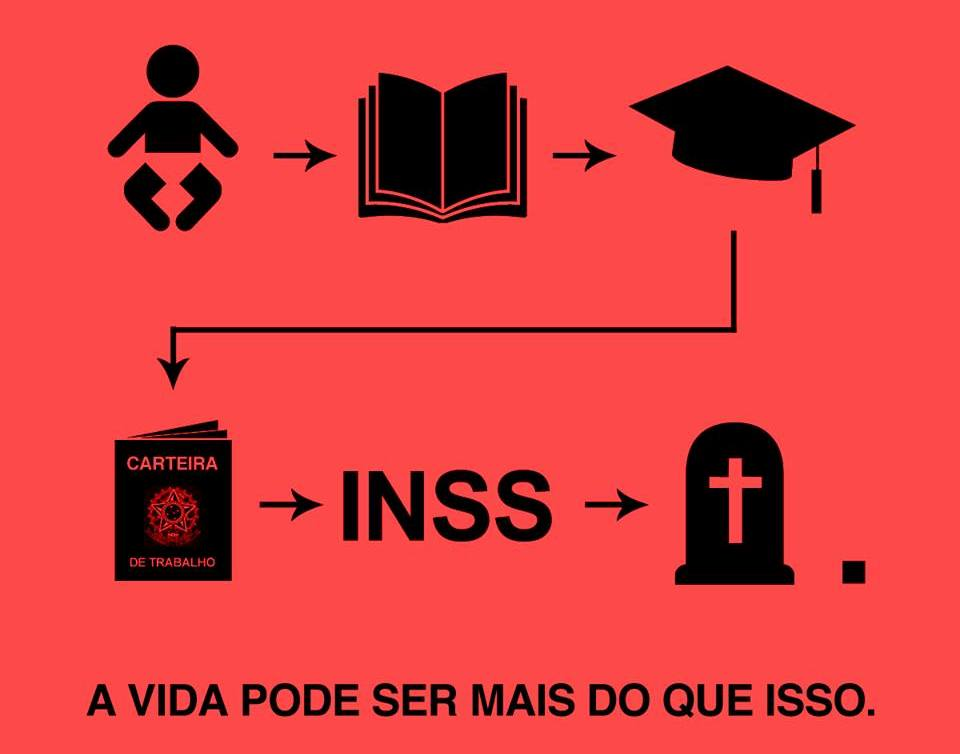 CARTEIRA
DE TRABALHO
INSS
.
A VIDA PODE SER MAIS DO QUE ISSO.